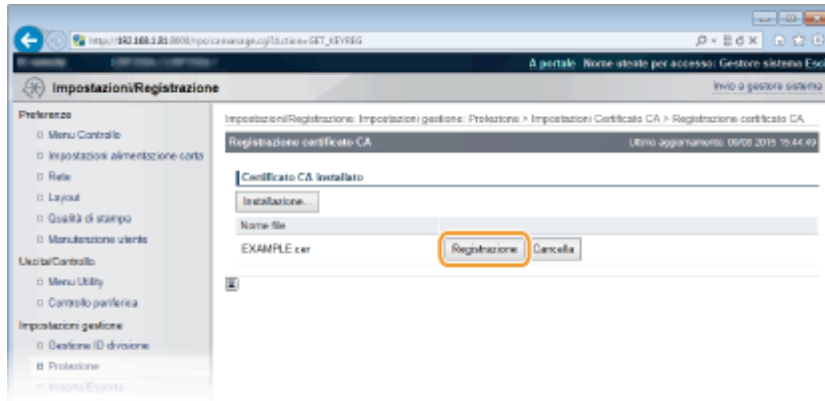 A portale Nome utente per accesso: Gestore sistema
Impostazioni/Registrazione
Invio a gestore sistema
Preferenze
Menu Controllo
Impostazioni alimentazione carta
Rete
Layout
Qualità di stampa
Manutenzione utente
Uscita/Controllo
Menu Utility
Controllo periferica
Impostazioni gestione
Gestione ID divisione
Protezione
Importa/Esporta
Impostazioni/Registrazione: Impostazioni gestione: Protezione > Impostazioni Certificato CA > Registrazione certificato CA
Registrazione certificato CA
Ultimo aggiornamento: 2015 15:44:49
Certificato CA Installato
Installazione...
Nome file
EXAMPLE.cer Registrazione Cancella